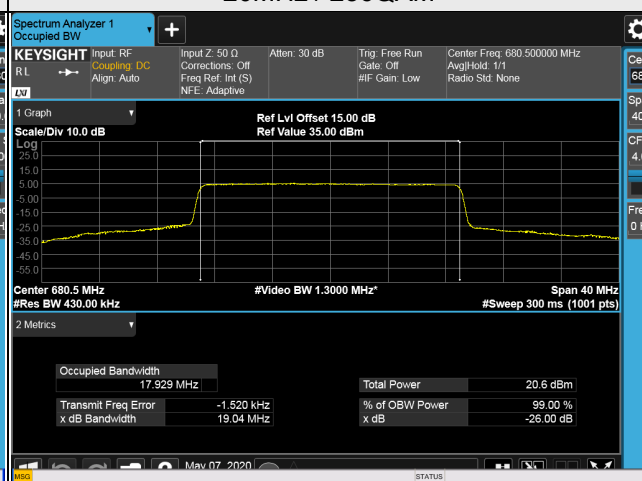 Spectrum Analyzer 1
Occupied BW
KEYSIGHT
RL
LXI
Input: RF
Coupling: DC
Align: Auto
Input Z: 50 Ω
Corrections: Off
Freq Ref: Int (S)
NFE: Adaptive
Atten: 30 dB
Trig: Free Run
Gate: Off
#IF Gain: Low
Center Freq: 680.500000 MHz
Avg|Hold: 1/1
Radio Std: None
1 Graph
Scale/Div 10.0 dB
Ref Lvl Offset 15.00 dB
Ref Value 35.00 dBm
Log
25.0
15.0
5.00
-5.00
-15.0
-25.0
-35.0
-45.0
-55.0
Center 680.5 MHz
#Res BW 430.00 kHz
#Video BW 1.3000 MHz*
Span 40 MHz
#Sweep 300 ms (1001 pts)
2 Metrics
Occupied Bandwidth
17.929 MHz
Transmit Freq Error -1.520 kHz
x dB Bandwidth 19.04 MHz
Total Power 20.6 dBm
% of OBW Power 99.00 %
x dB -26.00 dB
May 07, 2020
MSG
STATUS